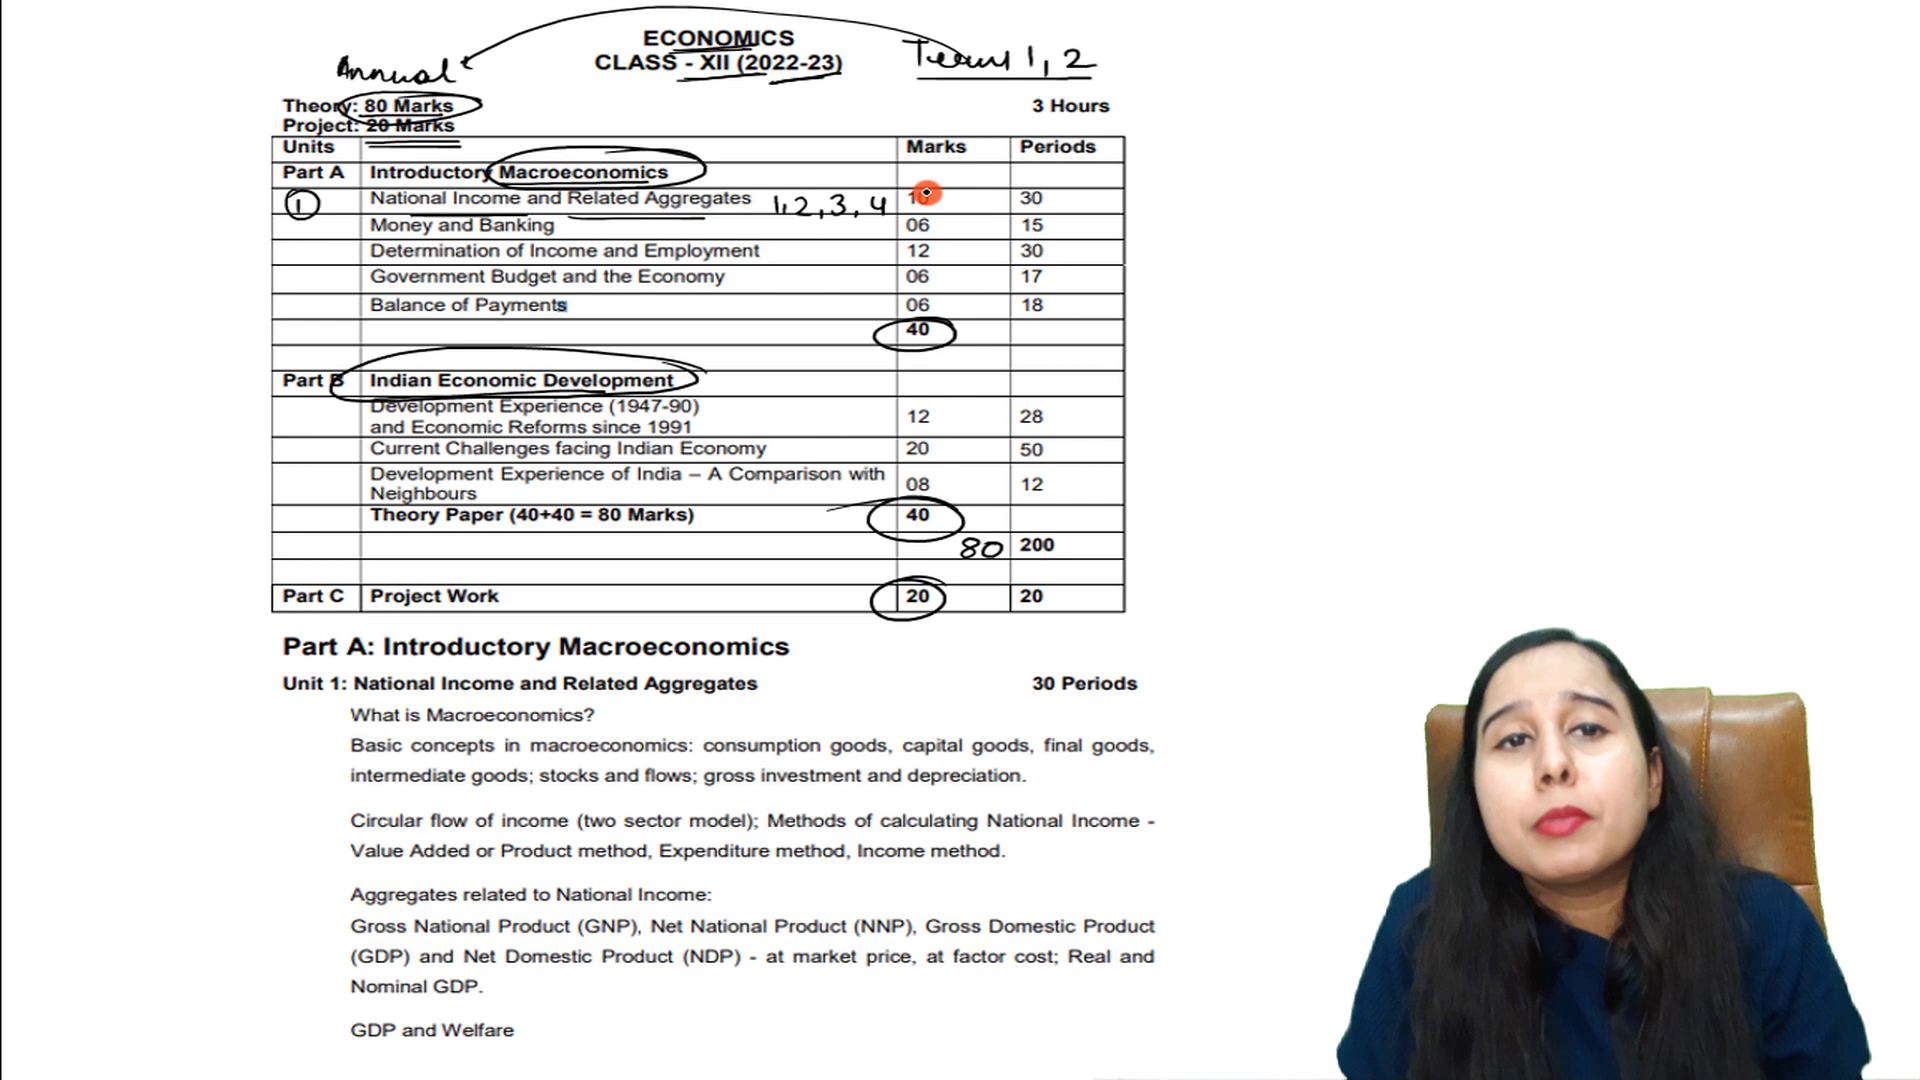 ECONOMICS
CLASS - XII (2022-23)
Annual
Term 1, 2
Theory: 80 Marks 3 Hours
Project: 20 Marks
Units Marks Periods
Part A Introductory Macroeconomics
1 National Income and Related Aggregates 1,2,3,4 10 30
Money and Banking 06 15
Determination of Income and Employment 12 30
Government Budget and the Economy 06 17
Balance of Payments 06 18
40
Part B Indian Economic Development
Development Experience (1947-90)
and Economic Reforms since 1991 12 28
Current Challenges facing Indian Economy 20 50
Development Experience of India – A Comparison with
Neighbours 08 12
Theory Paper (40+40 = 80 Marks) 40
80 200
Part C Project Work 20 20
Part A: Introductory Macroeconomics
Unit 1: National Income and Related Aggregates 30 Periods
What is Macroeconomics?
Basic concepts in macroeconomics: consumption goods, capital goods, final goods,
intermediate goods; stocks and flows; gross investment and depreciation.
Circular flow of income (two sector model); Methods of calculating National Income -
Value Added or Product method, Expenditure method, Income method.
Aggregates related to National Income:
Gross National Product (GNP), Net National Product (NNP), Gross Domestic Product
(GDP) and Net Domestic Product (NDP) - at market price, at factor cost; Real and
Nominal GDP.
GDP and Welfare